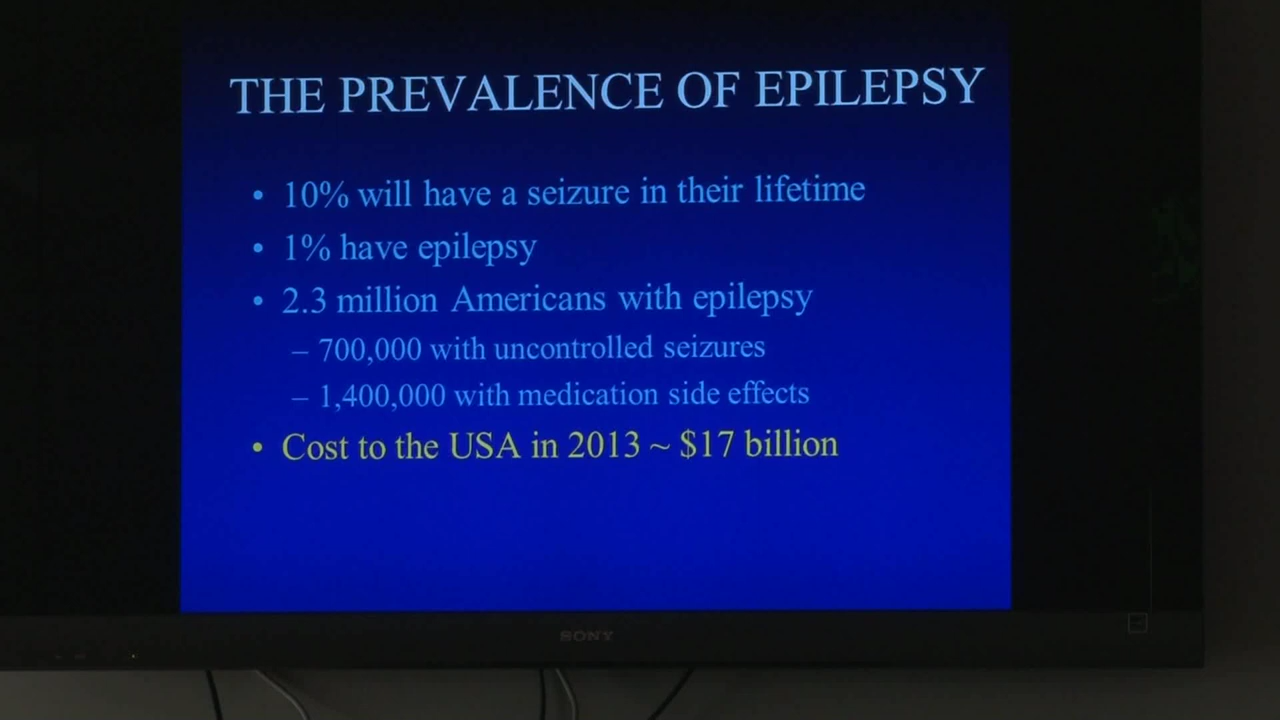 THE PREVALENCE OF EPILEPSY
• 10% will have a seizure in their lifetime
• 1% have epilepsy
• 2.3 million Americans with epilepsy
– 700,000 with uncontrolled seizures
– 1,400,000 with medication side effects
• Cost to the USA in 2013 ~ $17 billion
SONY